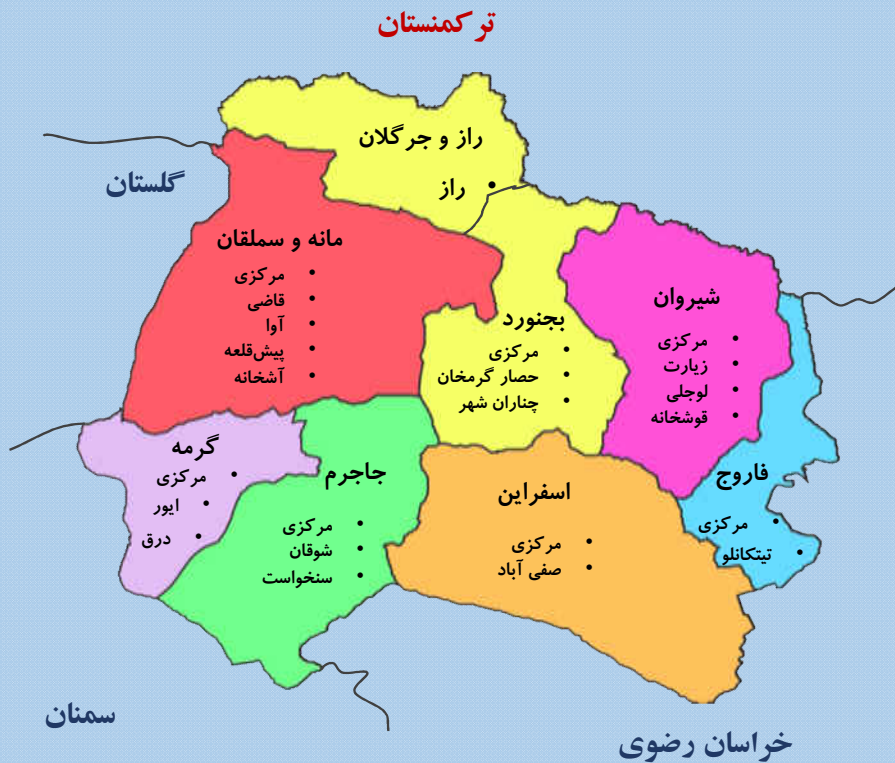 ترکمنستان
گلستان
راز و جرگلان
• راز
مانه و سملقان
• مرکزی
• قاضی
• آوا
• پیش‌قلعه
• آشخانه
بجنورد
• مرکزی
• حصار گرمخان
• چناران شهر
شیروان
• مرکزی
• زیارت
• لوجلی
• قوشخانه
فاروج
• مرکزی
• تیتکانلو
اسفراین
• مرکزی
• صفی آباد
جاجرم
• مرکزی
• شوقان
• سنخواست
گرمه
• مرکزی
• ایور
• درق
سمنان
خراسان رضوی